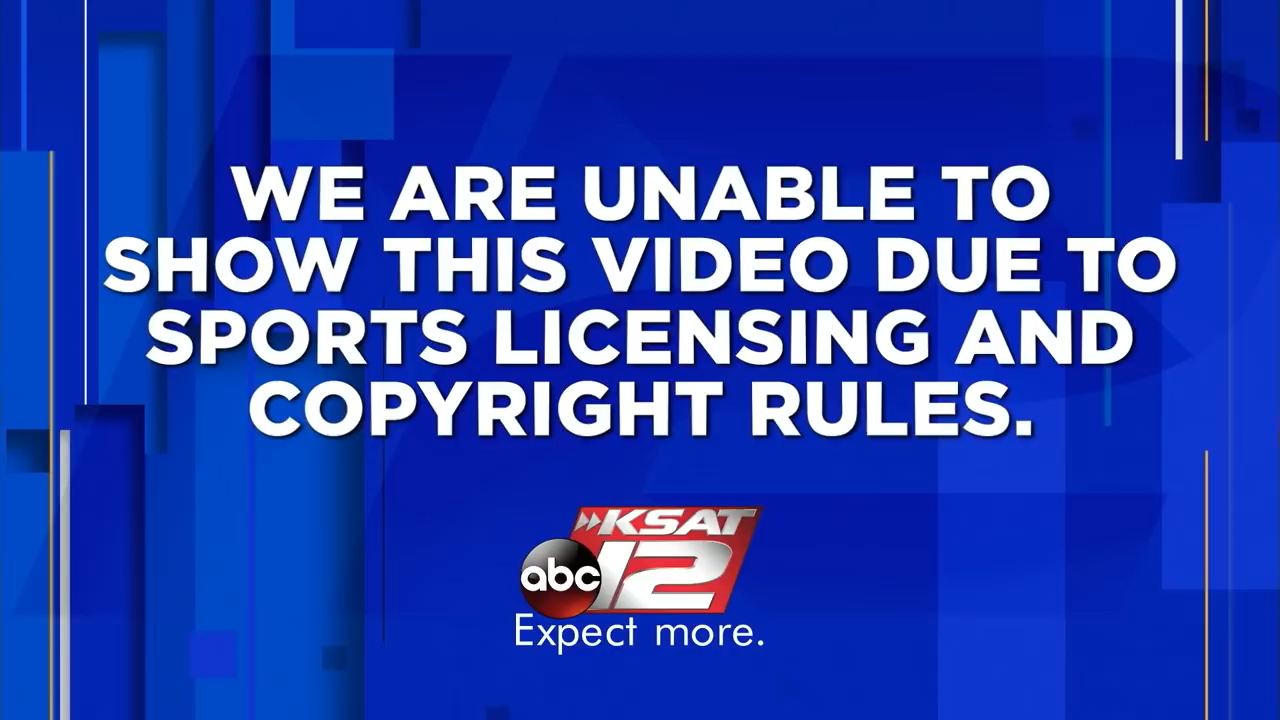 WE ARE UNABLE TO
SHOW THIS VIDEO DUE TO
SPORTS LICENSING AND
COPYRIGHT RULES.
KSAT
abc 12
Expect more.